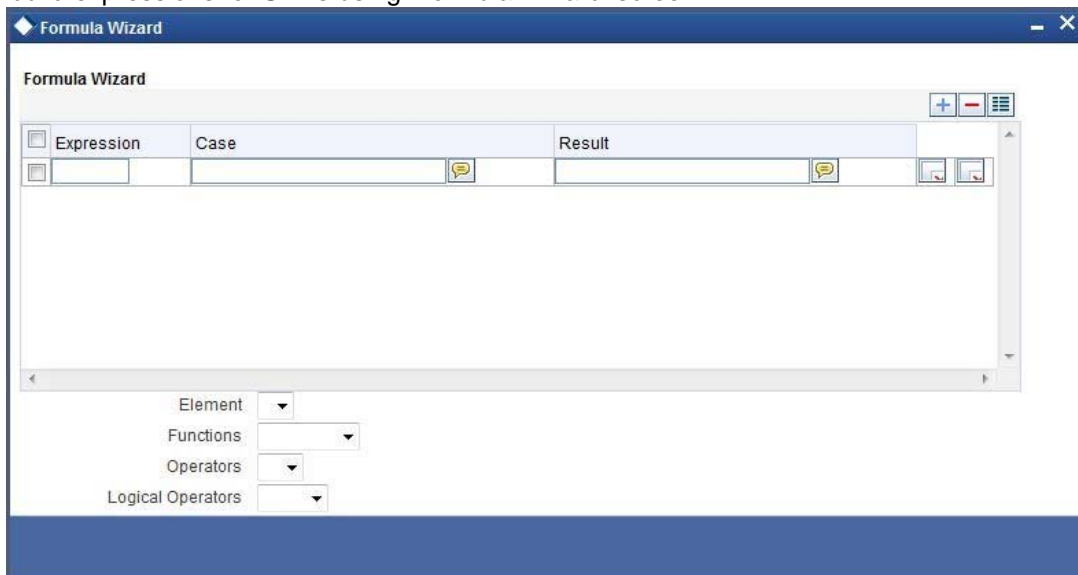 Formula Wizard
Formula Wizard
Expression Case Result
Element
Functions
Operators
Logical Operators